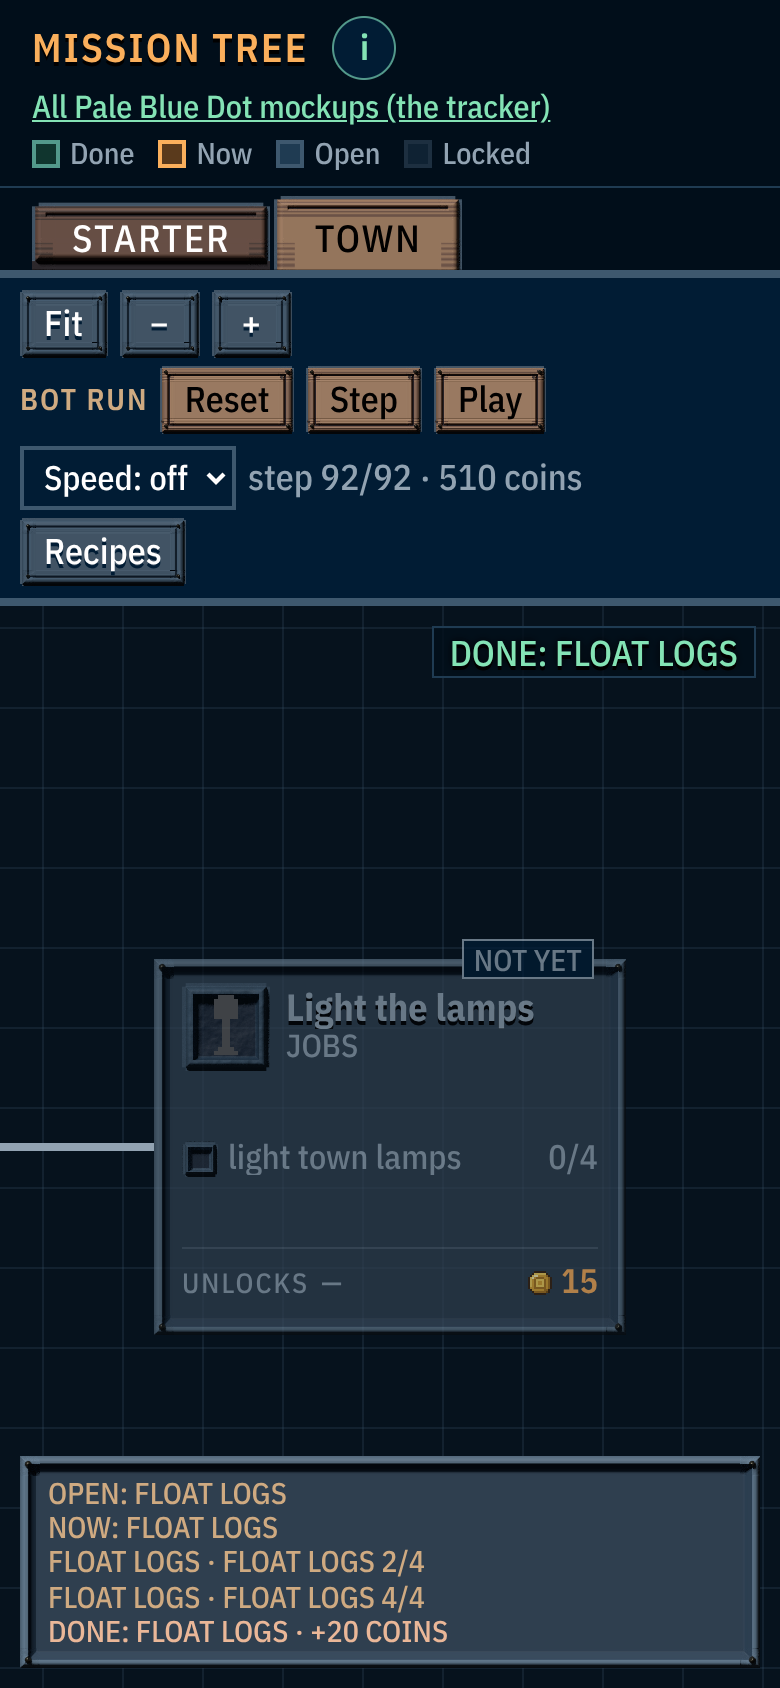 MISSION TREE i
All Pale Blue Dot mockups (the tracker)
Done Now Open Locked
STARTER TOWN
Fit – +
BOT RUN Reset Step Play
Speed: off step 92/92 · 510 coins
Recipes
DONE: FLOAT LOGS
NOT YET
Light the lamps
JOBS
light town lamps 0/4
UNLOCKS — 15
OPEN: FLOAT LOGS
NOW: FLOAT LOGS
FLOAT LOGS · FLOAT LOGS 2/4
FLOAT LOGS · FLOAT LOGS 4/4
DONE: FLOAT LOGS · +20 COINS